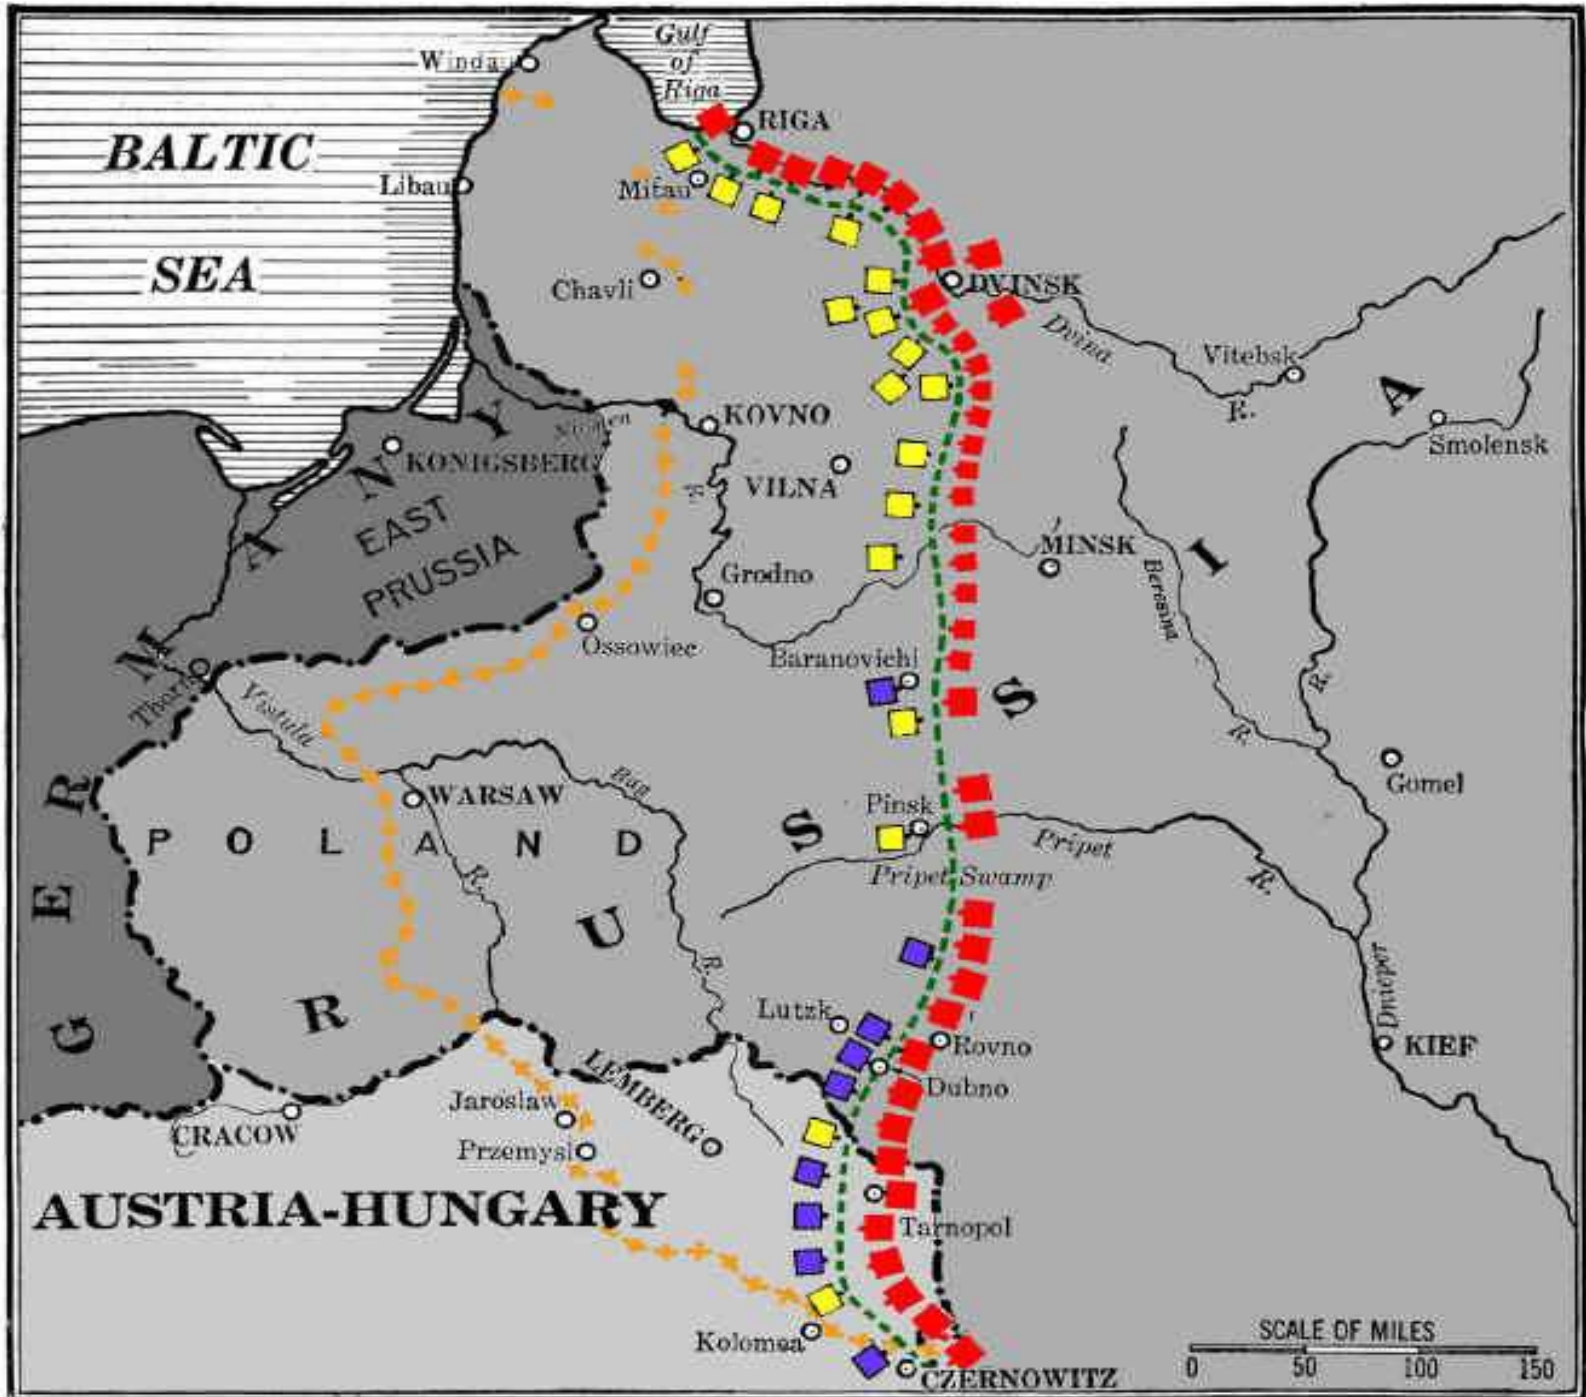 Gulf
of
Riga
Windau
RIGA
BALTIC
SEA
Libau
Mitau
Chavli
DVINSK
Dvina
R.
Vitebsk
Smolensk
KOVNO
Niemen
R.
VILNA
KONIGSBERG
EAST
PRUSSIA
GERMANY
RUSSIA
MINSK
Beresina
R.
R.
Grodno
Ossowiec
Baranovichi
Thorn
Vistula
R.
WARSAW
Bug
R.
POLAND
Pinsk
Pripet
R.
Pripet Swamp
Gomel
Dnieper
KIEF
Lutzk
Rovno
Dubno
LEMBERG
Jaroslaw
Przemysl
CRACOW
AUSTRIA-HUNGARY
Tarnopol
Kolomea
CZERNOWITZ
SCALE OF MILES
0 50 100 150